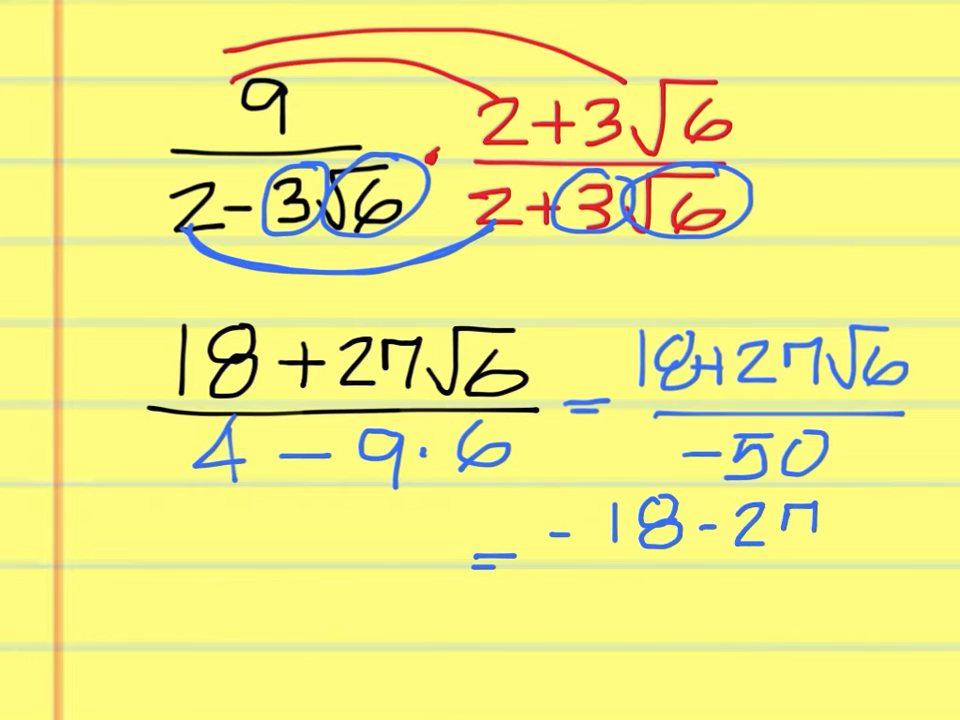 9 / 2-3√6 · 2+3√6 / 2+3√6
18+27√6 / 4-9·6 = 18+27√6 / -50
= -18-27